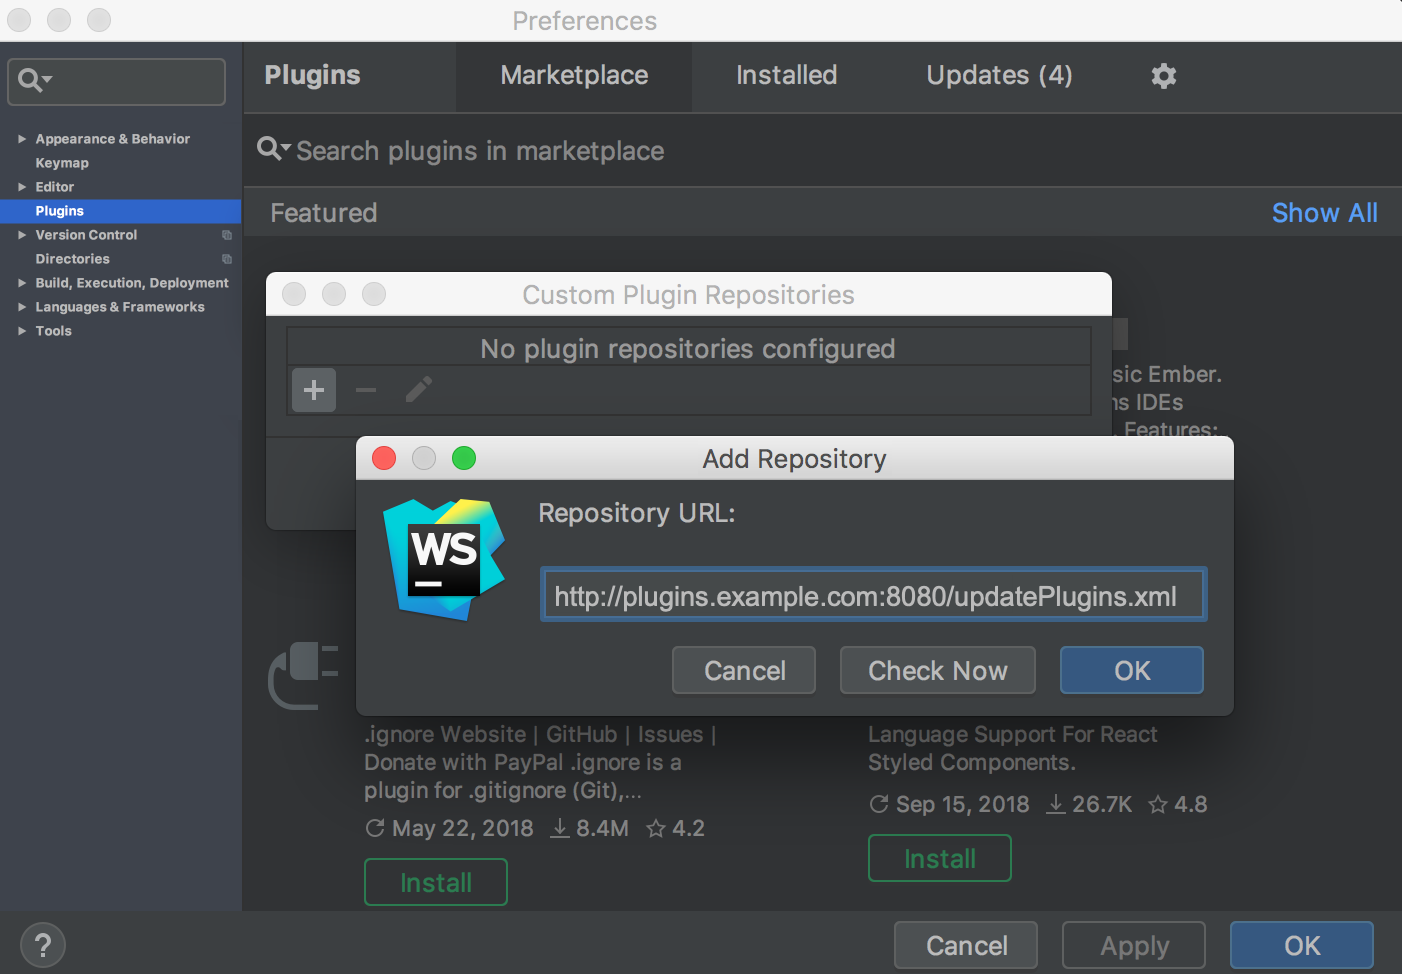 Preferences
Plugins
Marketplace
Installed
Updates (4)
Appearance & Behavior
Keymap
Editor
Plugins
Version Control
Directories
Build, Execution, Deployment
Languages & Frameworks
Tools
Search plugins in marketplace
Featured
Show All
Custom Plugin Repositories
No plugin repositories configured
sic Ember.
IDEs
. Features:
Add Repository
WS
Repository URL:
http://plugins.example.com:8080/updatePlugins.xml
Cancel
Check Now
OK
.ignore Website | GitHub | Issues |
Donate with PayPal .ignore is a
plugin for .gitignore (Git),...
May 22, 2018 8.4M 4.2
Install
Language Support For React
Styled Components.
Sep 15, 2018 26.7K 4.8
Install
?
Cancel
Apply
OK